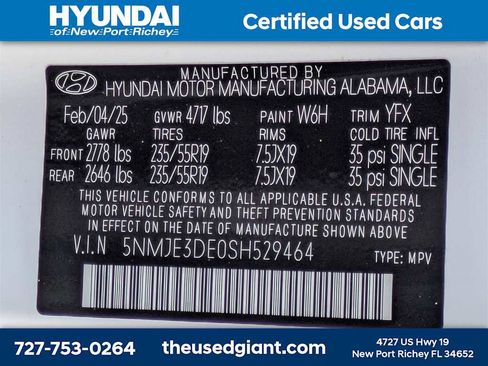 HYUNDAI
of New Port Richey
Certified Used Cars
MANUFACTURED BY
HYUNDAI MOTOR MANUFACTURING ALABAMA, LLC
Feb/04/25 GVWR 4717 lbs PAINT W6H TRIM YFX
GAWR TIRES RIMS COLD TIRE INFL
FRONT 2778 lbs 235/55R19 7.5JX19 35 psi SINGLE
REAR 2646 lbs 235/55R19 7.5JX19 35 psi SINGLE
THIS VEHICLE CONFORMS TO ALL APPLICABLE U.S.A. FEDERAL
MOTOR VEHICLE SAFETY AND THEFT PREVENTION STANDARDS
IN EFFECT ON THE DATE OF MANUFACTURE SHOWN ABOVE.
V.I.N 5NMJE3DE0SH529464
TYPE: MPV
727-753-0264
theusedgiant.com
4727 US Hwy 19
New Port Richey FL 34652